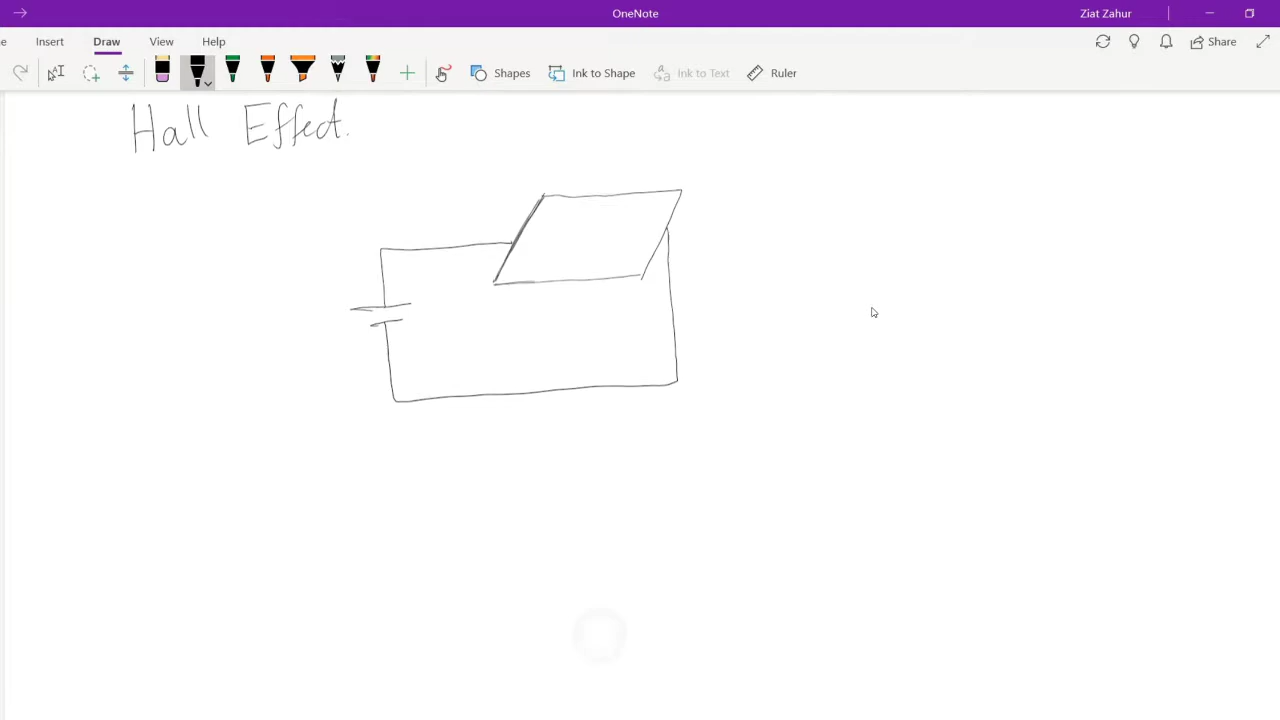 OneNote
Ziat Zahur
Insert Draw View Help Share
Shapes Ink to Shape Ink to Text Ruler
Hall Effect.